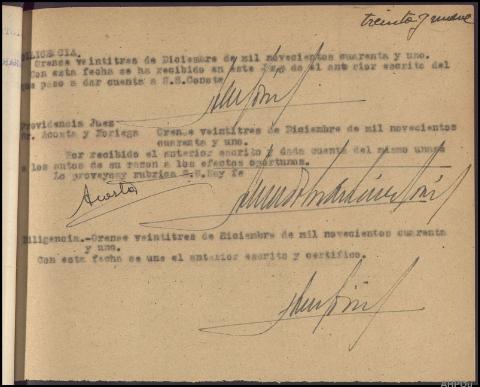 treinta y nueve
DILIGENCIA.
Orense veintitres de Diciembre de mil novecientos cuarenta y uno.
Con esta fecha se ha recibido en este Juzgado el anterior escrito del
que paso a dar cuenta a S.S. Conste
Providencia Juez
Sr. Acosta y Noriega Orense veintitres de Diciembre de mil novecientos
cuarenta y uno.
Por recibido el anterior escrito y dada cuenta del mismo unase
a los autos de su razon a los efectos oportunos.
Lo proveyoy rubrica S.S. Doy fe
Acosta
Diligencia.-Orense veintitres de Diciembre de mil novecientos cuarenta
y uno.
Con esta fecha se une el anterior escrito y certifico.